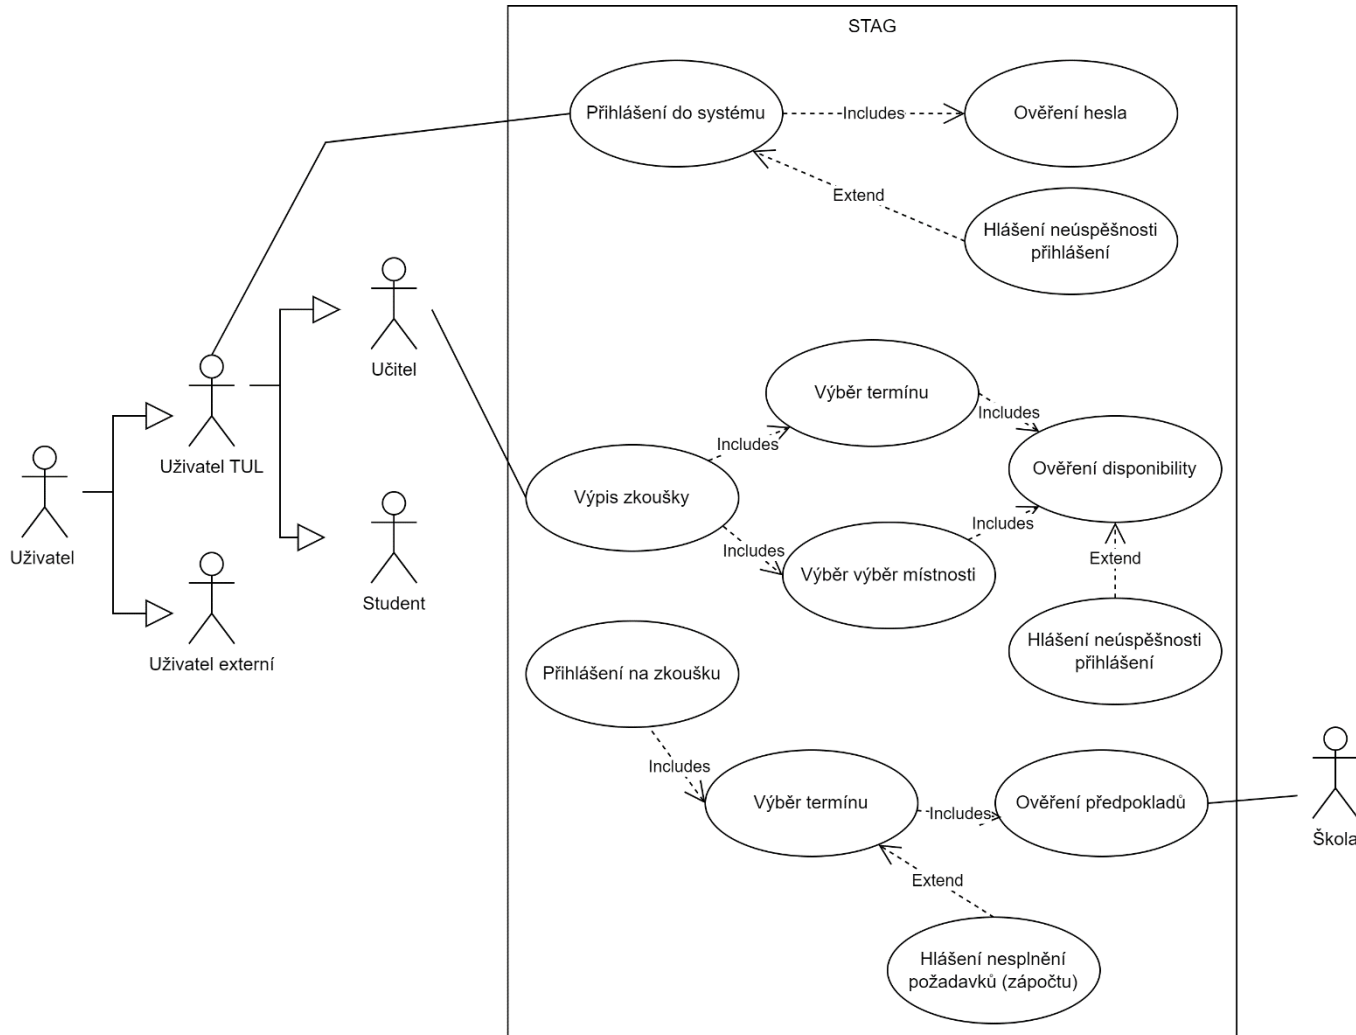 STAG
Přihlášení do systému
Includes
Ověření hesla
Extend
Hlášení neúspěšnosti
přihlášení
Učitel
Uživatel TUL
Uživatel
Uživatel externí
Student
Výběr termínu
Includes
Includes
Ověření disponibility
Výpis zkoušky
Includes
Includes
Výběr výběr místnosti
Extend
Hlášení neúspěšnosti
přihlášení
Přihlášení na zkoušku
Includes
Výběr termínu
Includes
Ověření předpokladů
Škola
Extend
Hlášení nesplnění
požadavků (zápočtu)